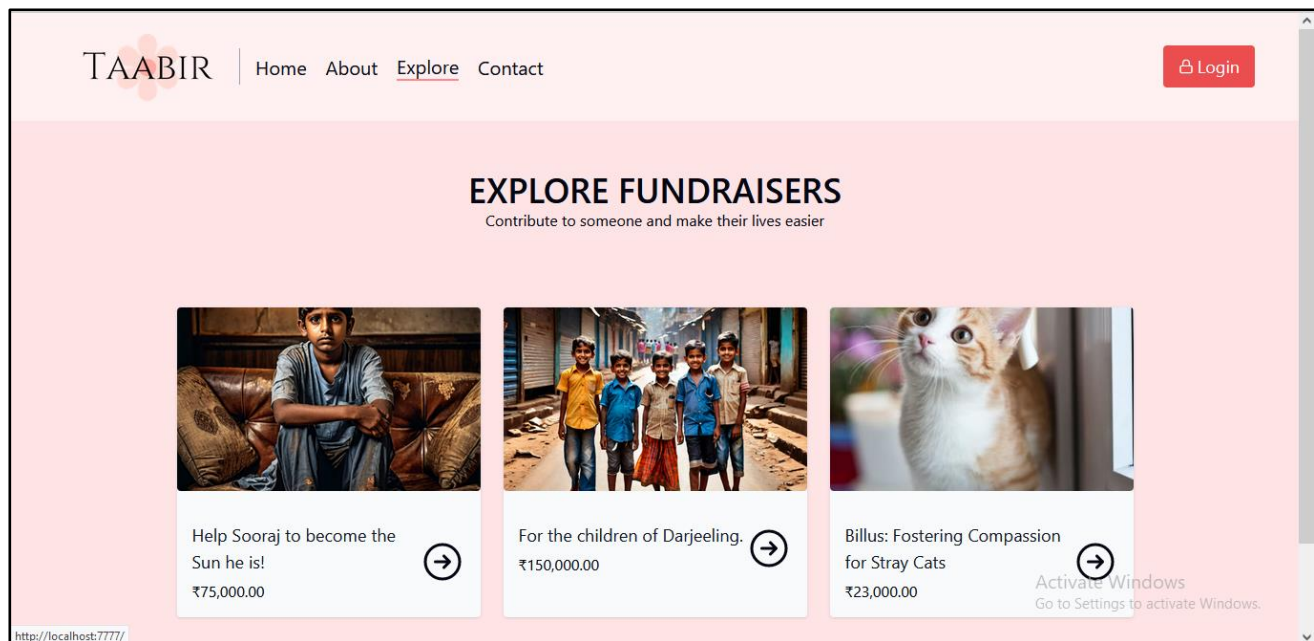 TAABIR
Home About Explore Contact
Login
EXPLORE FUNDRAISERS
Contribute to someone and make their lives easier
Help Sooraj to become the
Sun he is!
₹75,000.00
For the children of Darjeeling.
₹150,000.00
Billus: Fostering Compassion
for Stray Cats
₹23,000.00
Activate Windows
Go to Settings to activate Windows.
http://localhost:7777/